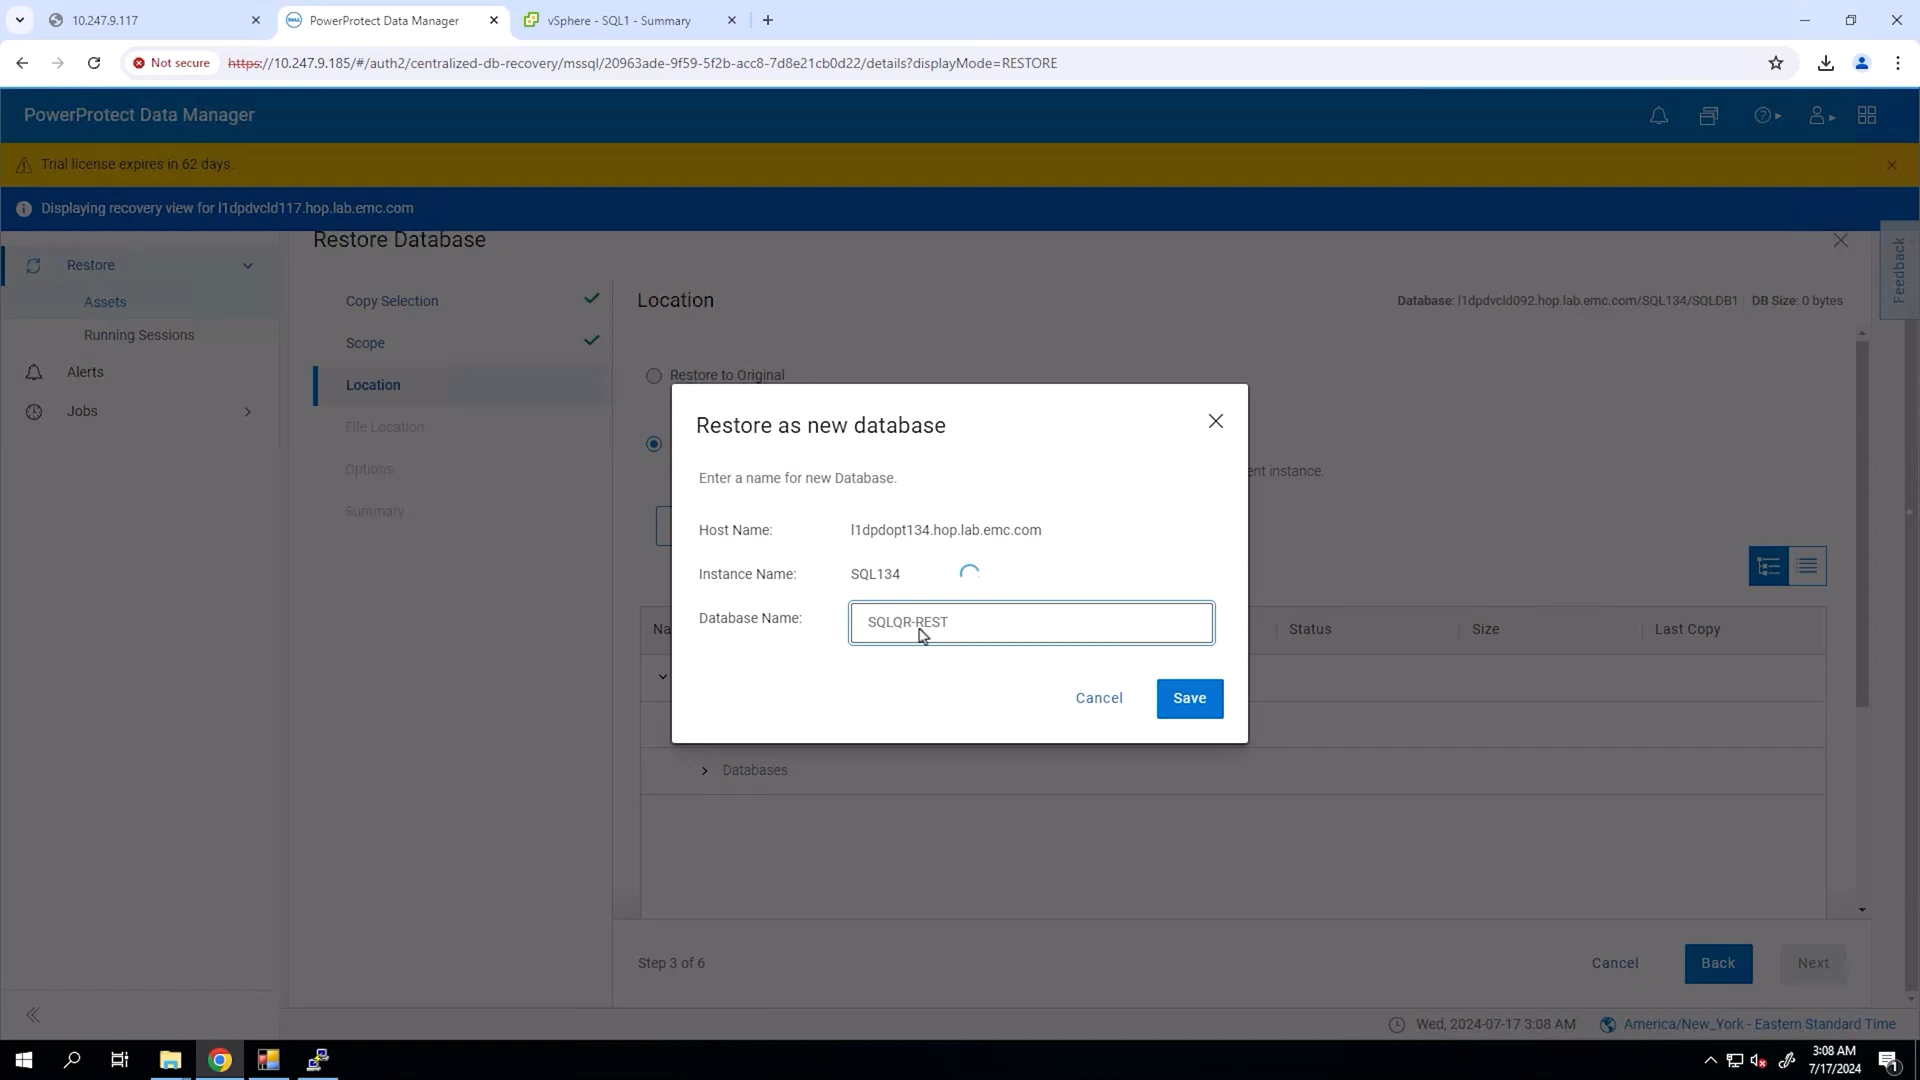 10.247.9.117
PowerProtect Data Manager
vSphere - SQL1 - Summary
Not secure
https://10.247.9.185/#/auth2/centralized-db-recovery/mssql/20963ade-9f59-5f2b-acc8-7d8e21cb0d22/details?displayMode=RESTORE
PowerProtect Data Manager
Trial license expires in 62 days.
Displaying recovery view for l1dpdvcld117.hop.lab.emc.com
Restore
Assets
Running Sessions
Alerts
Jobs
Restore Database
Copy Selection
Scope
Location
File Location
Options
Summary
Location
Database: l1dpdvcld092.hop.lab.emc.com/SQL134/SQLDB1
DB Size: 0 bytes
Feedback
Restore to Original
ent instance.
Restore as new database
Enter a name for new Database.
Host Name:
l1dpdopt134.hop.lab.emc.com
Instance Name:
SQL134
Database Name:
SQLQR-REST
Cancel
Save
Na
Status
Size
Last Copy
Databases
Step 3 of 6
Cancel
Back
Next
Wed, 2024-07-17 3:08 AM
America/New_York - Eastern Standard Time
3:08 AM
7/17/2024
1